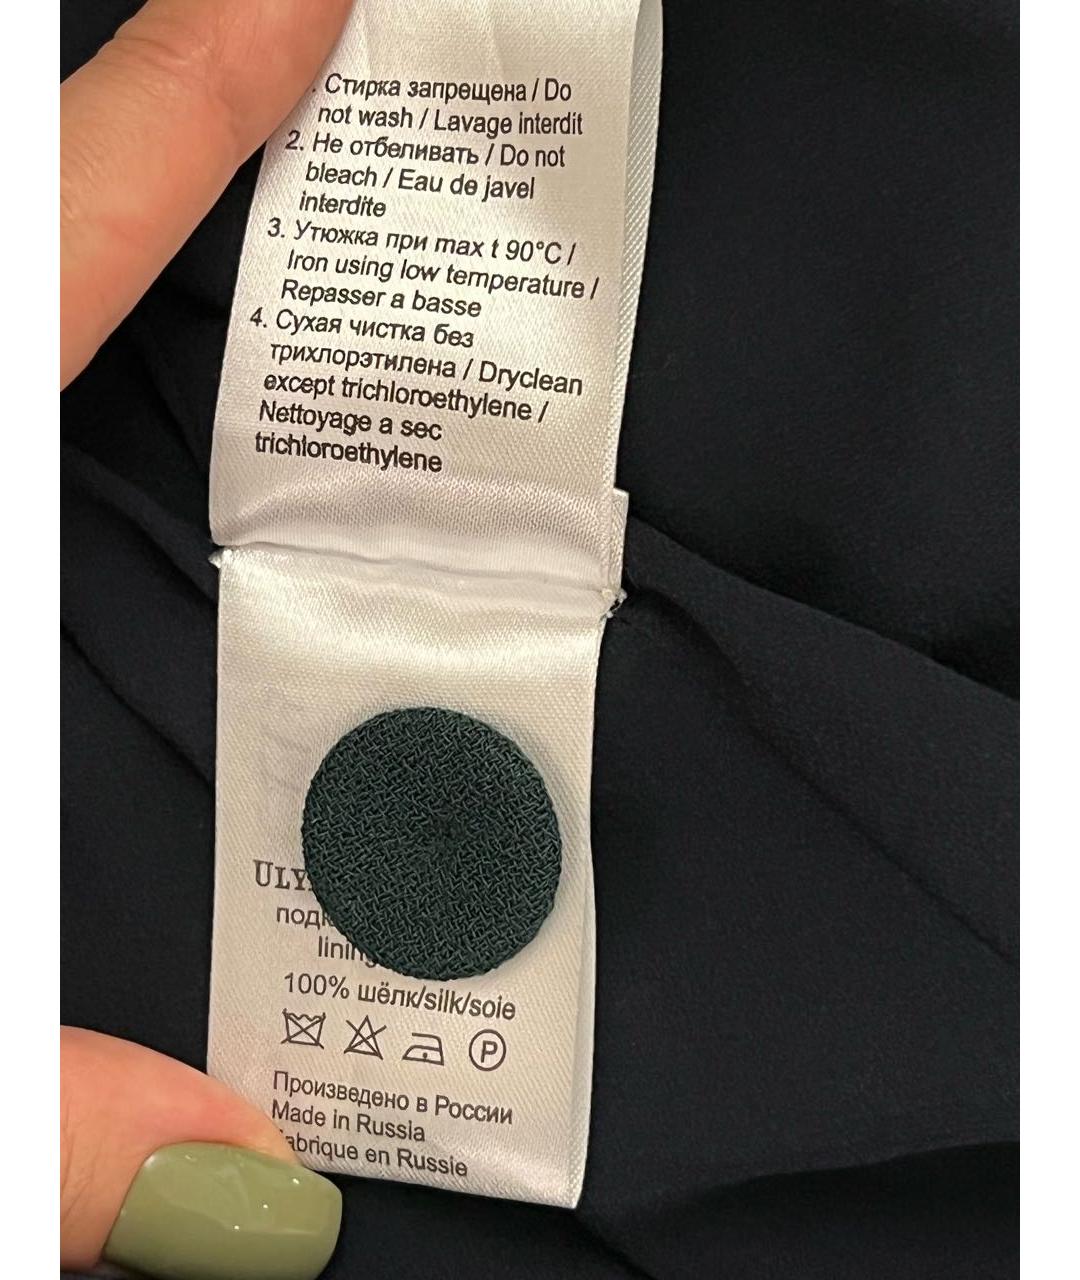 . Стирка запрещена / Do
not wash / Lavage interdit
2. Не отбеливать / Do not
bleach / Eau de javel
interdite
3. Утюжка при max t 90°C /
Iron using low temperature /
Repasser a basse
4. Сухая чистка без
трихлорэтилена / Dryclean
except trichloroethylene /
Nettoyage a sec
trichloroethylene
100% шёлк/silk/soie
P
Произведено в России
Made in Russia
abrique en Russie